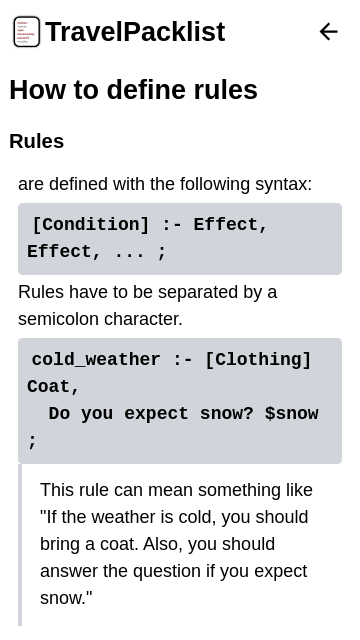 TravelPacklist
How to define rules
Rules
are defined with the following syntax:
[Condition] :- Effect,
Effect, ... ;
Rules have to be separated by a
semicolon character.
cold_weather :- [Clothing]
Coat,
Do you expect snow? $snow
;
This rule can mean something like
"If the weather is cold, you should
bring a coat. Also, you should
answer the question if you expect
snow."